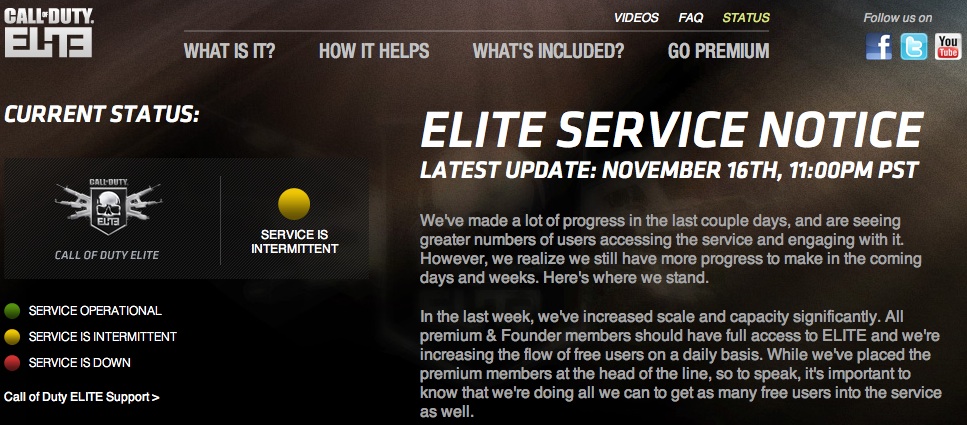 CALL OF DUTY.
ELITE
VIDEOS FAQ STATUS
Follow us on
WHAT IS IT? HOW IT HELPS WHAT'S INCLUDED? GO PREMIUM
f t You Tube
CURRENT STATUS:
CALL OF DUTY.
ELITE
CALL OF DUTY ELITE
SERVICE IS
INTERMITTENT
SERVICE OPERATIONAL
SERVICE IS INTERMITTENT
SERVICE IS DOWN
Call of Duty ELITE Support >
ELITE SERVICE NOTICE
LATEST UPDATE: NOVEMBER 16TH, 11:00PM PST
We've made a lot of progress in the last couple days, and are seeing
greater numbers of users accessing the service and engaging with it.
However, we realize we still have more progress to make in the coming
days and weeks. Here's where we stand.
In the last week, we've increased scale and capacity significantly. All
premium & Founder members should have full access to ELITE and we're
increasing the flow of free users on a daily basis. While we've placed the
premium members at the head of the line, so to speak, it's important to
know that we're doing all we can to get as many free users into the service
as well.